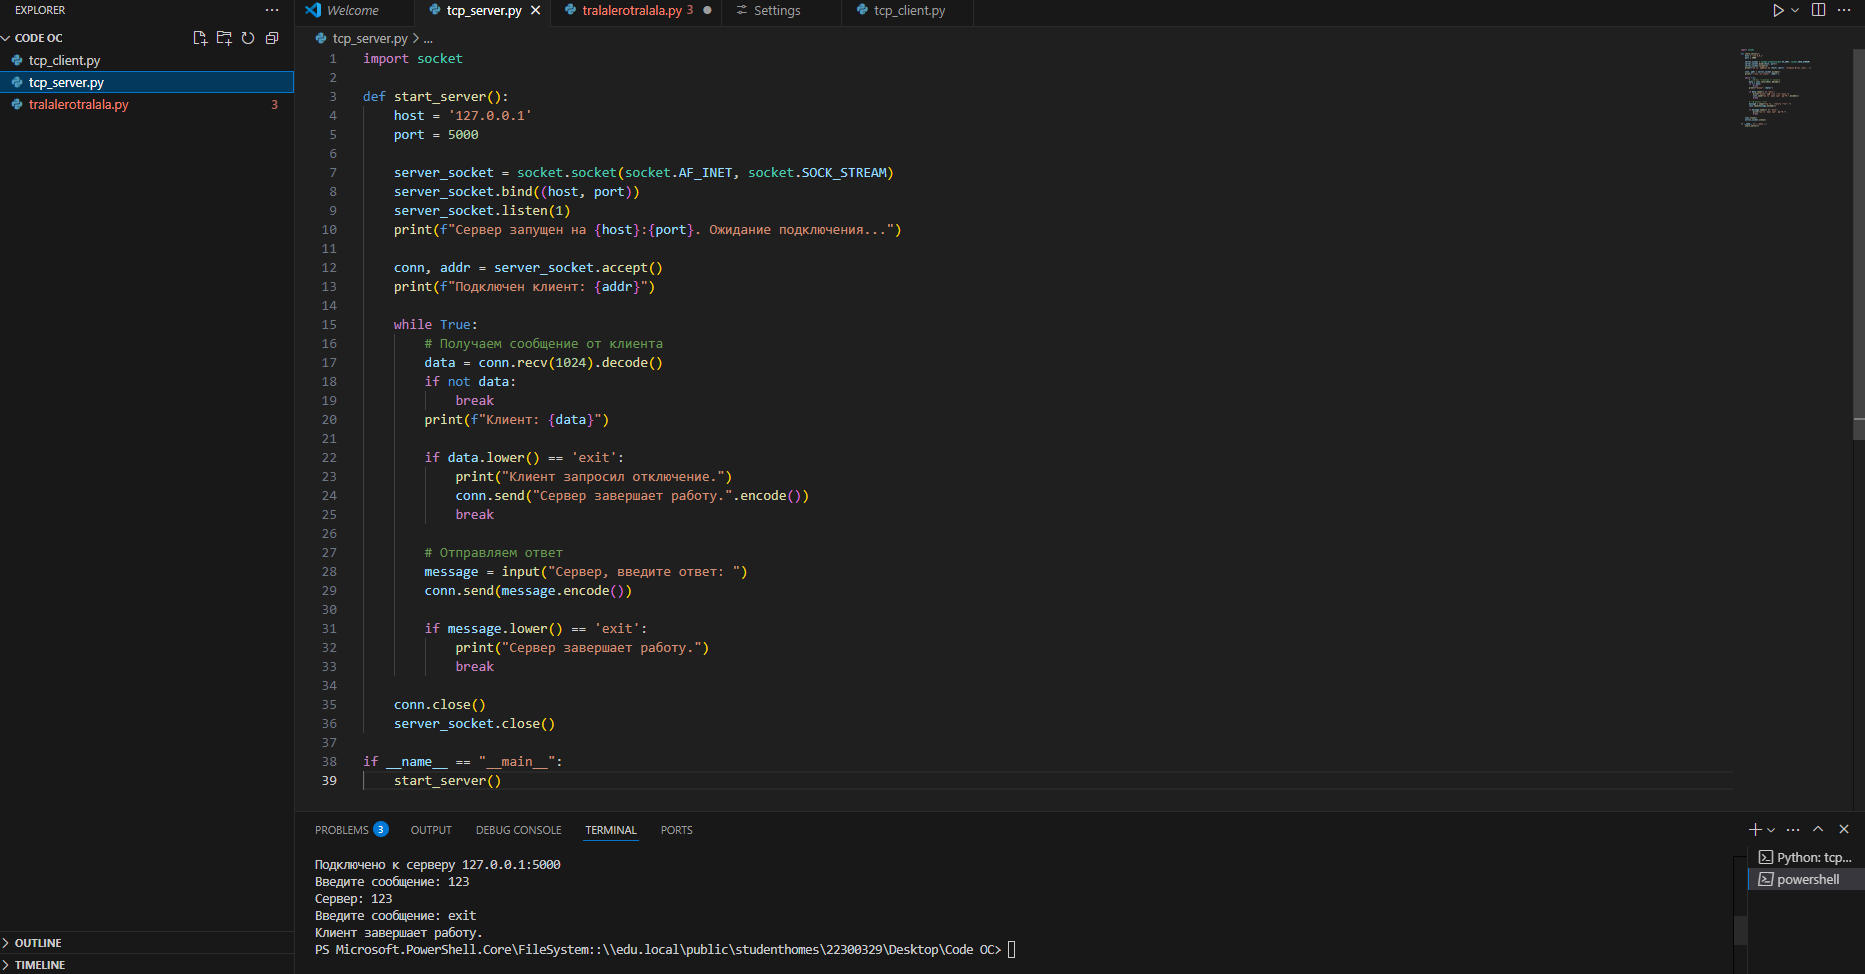 EXPLORER
CODE OC
tcp_client.py
tcp_server.py
tralalerotralala.py 3
OUTLINE
TIMELINE
Welcome tcp_server.py tralalerotralala.py 3 Settings tcp_client.py
tcp_server.py > ...
1 import socket
2
3 def start_server():
4     host = '127.0.0.1'
5     port = 5000
6
7     server_socket = socket.socket(socket.AF_INET, socket.SOCK_STREAM)
8     server_socket.bind((host, port))
9     server_socket.listen(1)
10     print(f"Сервер запущен на {host}:{port}. Ожидание подключения...")
11
12     conn, addr = server_socket.accept()
13     print(f"Подключен клиент: {addr}")
14
15     while True:
16         # Получаем сообщение от клиента
17         data = conn.recv(1024).decode()
18         if not data:
19             break
20         print(f"Клиент: {data}")
21
22         if data.lower() == 'exit':
23             print("Клиент запросил отключение.")
24             conn.send("Сервер завершает работу.".encode())
25             break
26
27         # Отправляем ответ
28         message = input("Сервер, введите ответ: ")
29         conn.send(message.encode())
30
31         if message.lower() == 'exit':
32             print("Сервер завершает работу.")
33             break
34
35     conn.close()
36     server_socket.close()
37
38 if __name__ == "__main__":
39     start_server()
PROBLEMS 3 OUTPUT DEBUG CONSOLE TERMINAL PORTS
Подключено к серверу 127.0.0.1:5000
Введите сообщение: 123
Сервер: 123
Введите сообщение: exit
Клиент завершает работу.
PS Microsoft.PowerShell.Core\FileSystem::\\edu.local\public\studenthomes\22300329\Desktop\Code OC>
Python: tcp...
powershell